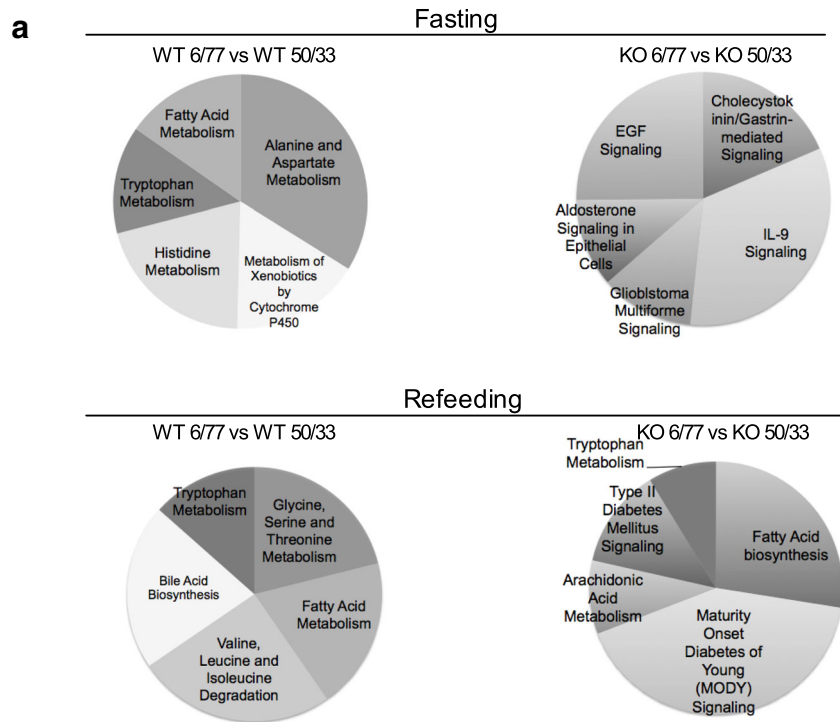 a
Fasting
WT 6/77 vs WT 50/33
Fatty Acid
Metabolism
Alanine and
Aspartate
Metabolism
Tryptophan
Metabolism
Histidine
Metabolism
Metabolism of
Xenobiotics
by
Cytochrome
P450
KO 6/77 vs KO 50/33
Cholecystok
inin/Gastrin-
mediated
Signaling
EGF
Signaling
Aldosterone
Signaling in
Epithelial
Cells
IL-9
Signaling
Glioblstoma
Multiforme
Signaling
Refeeding
WT 6/77 vs WT 50/33
Tryptophan
Metabolism
Glycine,
Serine and
Threonine
Metabolism
Bile Acid
Biosynthesis
Fatty Acid
Metabolism
Valine,
Leucine and
Isoleucine
Degradation
KO 6/77 vs KO 50/33
Tryptophan
Metabolism
Type II
Diabetes
Mellitus
Signaling
Fatty Acid
biosynthesis
Arachidonic
Acid
Metabolism
Maturity
Onset
Diabetes of
Young
(MODY)
Signaling